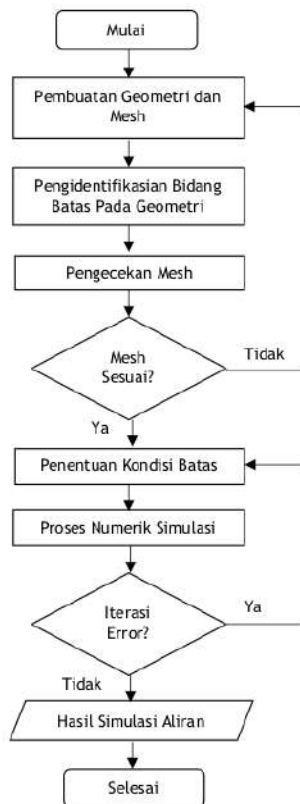 Mulai
Pembuatan Geometri dan
Mesh
Pengidentifikasian Bidang
Batas Pada Geometri
Pengecekan Mesh
Mesh
Sesuai?
Tidak
Ya
Penentuan Kondisi Batas
Proses Numerik Simulasi
Iterasi
Error?
Ya
Tidak
Hasil Simulasi Aliran
Selesai